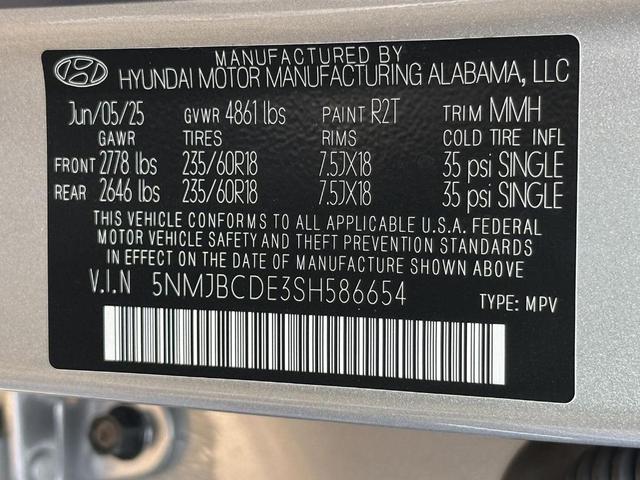 MANUFACTURED BY
HYUNDAI MOTOR MANUFACTURING ALABAMA, LLC
Jun/05/25 GVWR 4861 lbs PAINT R2T TRIM MMH
GAWR TIRES RIMS COLD TIRE INFL
FRONT 2778 lbs 235/60R18 7.5JX18 35 psi SINGLE
REAR 2646 lbs 235/60R18 7.5JX18 35 psi SINGLE
THIS VEHICLE CONFORMS TO ALL APPLICABLE U.S.A. FEDERAL
MOTOR VEHICLE SAFETY AND THEFT PREVENTION STANDARDS
IN EFFECT ON THE DATE OF MANUFACTURE SHOWN ABOVE
V.I.N 5NMJBCDE3SH586654 TYPE: MPV